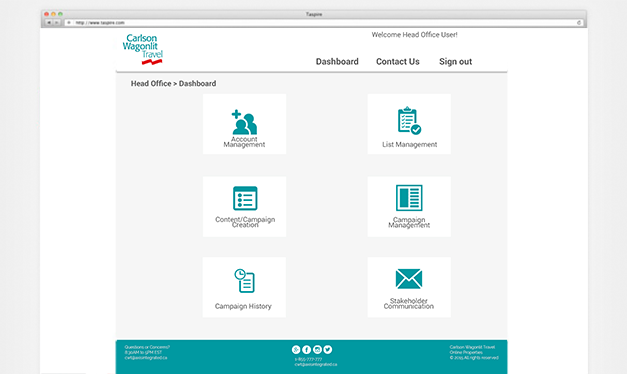 Taspire
http://www.taspire.com
Welcome Head Office User!
Carlson
Wagonlit
Travel
Dashboard Contact Us Sign out
Head Office > Dashboard
Account
Management
List Management
Content/Campaign
Creation
Campaign
Management
Campaign History
Stakeholder
Communication
Questions or Concerns?
8:30AM to 5PM EST
1-855-777-777
Carlson Wagonlit Travel
Online Properties
© 2015 All rights reserved